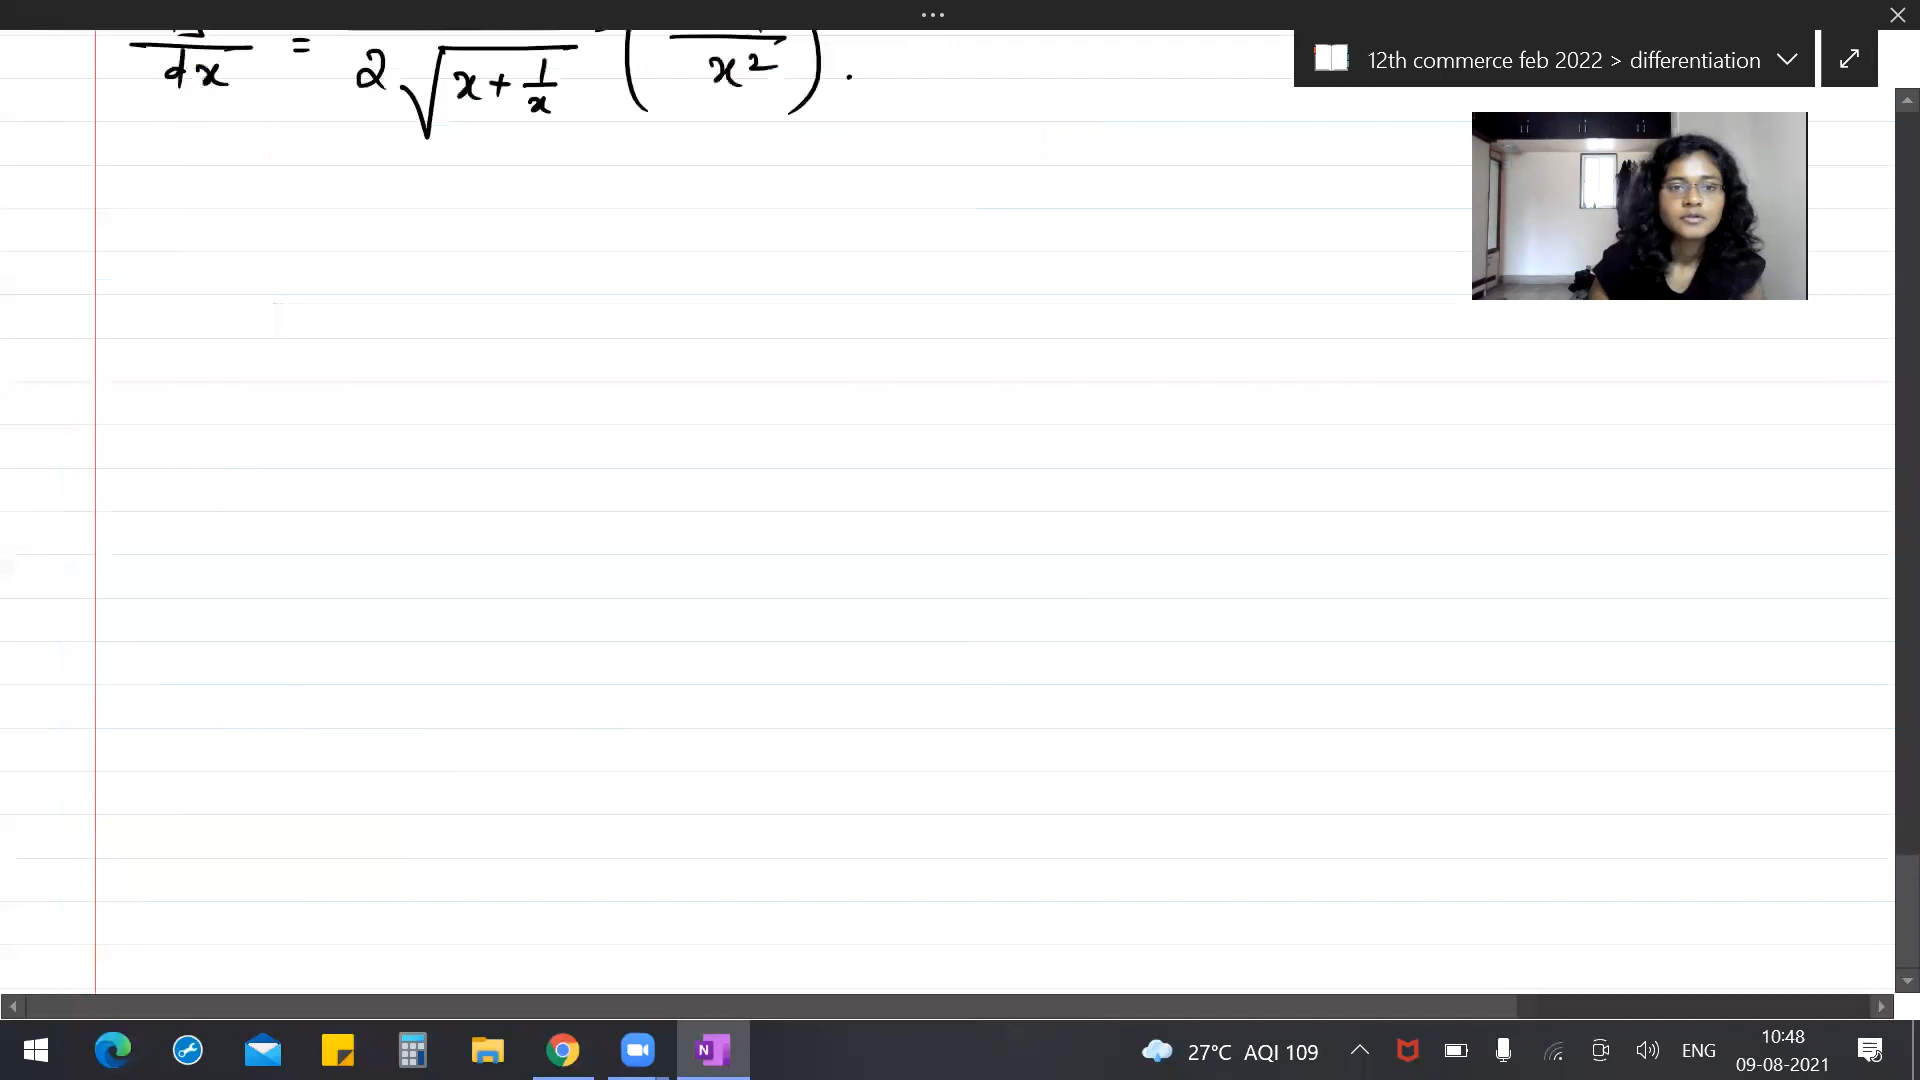 dx = 2 √(x + 1/x) ( x² ) .
12th commerce feb 2022 > differentiation
27°C AQI 109
ENG
10:48
09-08-2021